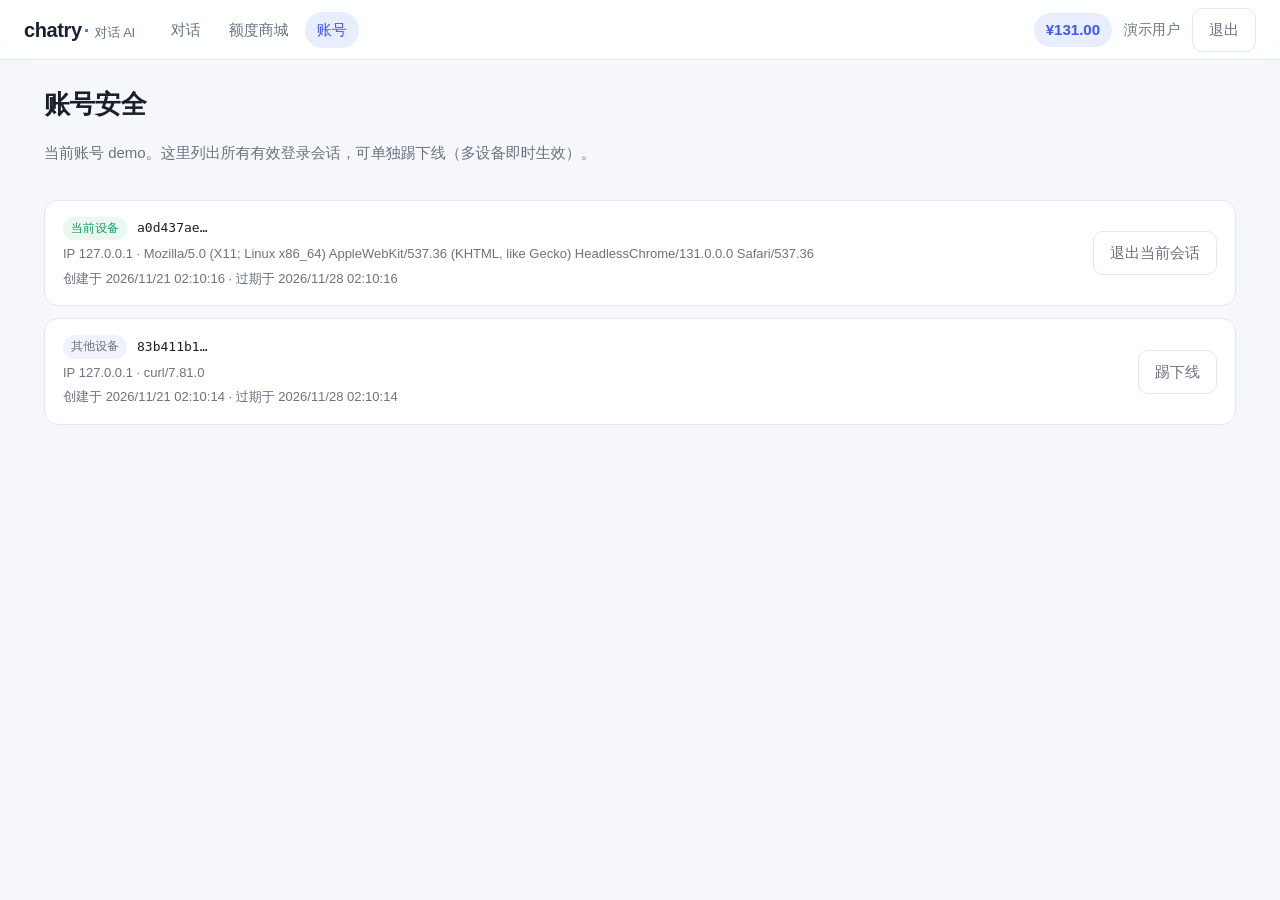 chatry· 对话 AI 对话 额度商城 账号 ¥131.00 演示用户 退出
账号安全
当前账号 demo。这里列出所有有效登录会话，可单独踢下线（多设备即时生效）。
当前设备 a0d437ae…
IP 127.0.0.1 · Mozilla/5.0 (X11; Linux x86_64) AppleWebKit/537.36 (KHTML, like Gecko) HeadlessChrome/131.0.0.0 Safari/537.36
创建于 2026/11/21 02:10:16 · 过期于 2026/11/28 02:10:16
退出当前会话
其他设备 83b411b1…
IP 127.0.0.1 · curl/7.81.0
创建于 2026/11/21 02:10:14 · 过期于 2026/11/28 02:10:14
踢下线